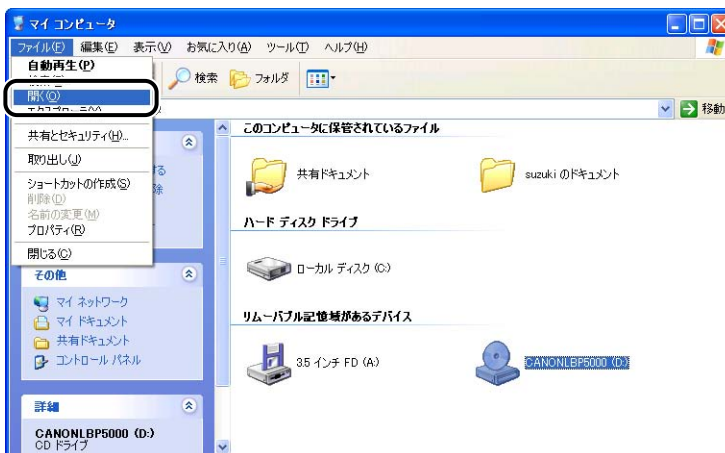 マイ コンピュータ
ファイル(F) 編集(E) 表示(V) お気に入り(A) ツール(T) ヘルプ(H)
自動再生(P)
検索 フォルダ
開く(O)
エクスプローラ(X)
移動
共有とセキュリティ(H)...
取り出し(J)
ショートカットの作成(S)
削除(D)
名前の変更(M)
プロパティ(R)
閉じる(C)
その他
マイ ネットワーク
マイ ドキュメント
共有ドキュメント
コントロール パネル
詳細
CANONLBP5000 (D:)
CD ドライブ
このコンピュータに保管されているファイル
共有ドキュメント
suzuki のドキュメント
ハード ディスク ドライブ
ローカル ディスク (C:)
リムーバブル記憶域があるデバイス
3.5 インチ FD (A:)
CANONLBP5000 (D:)